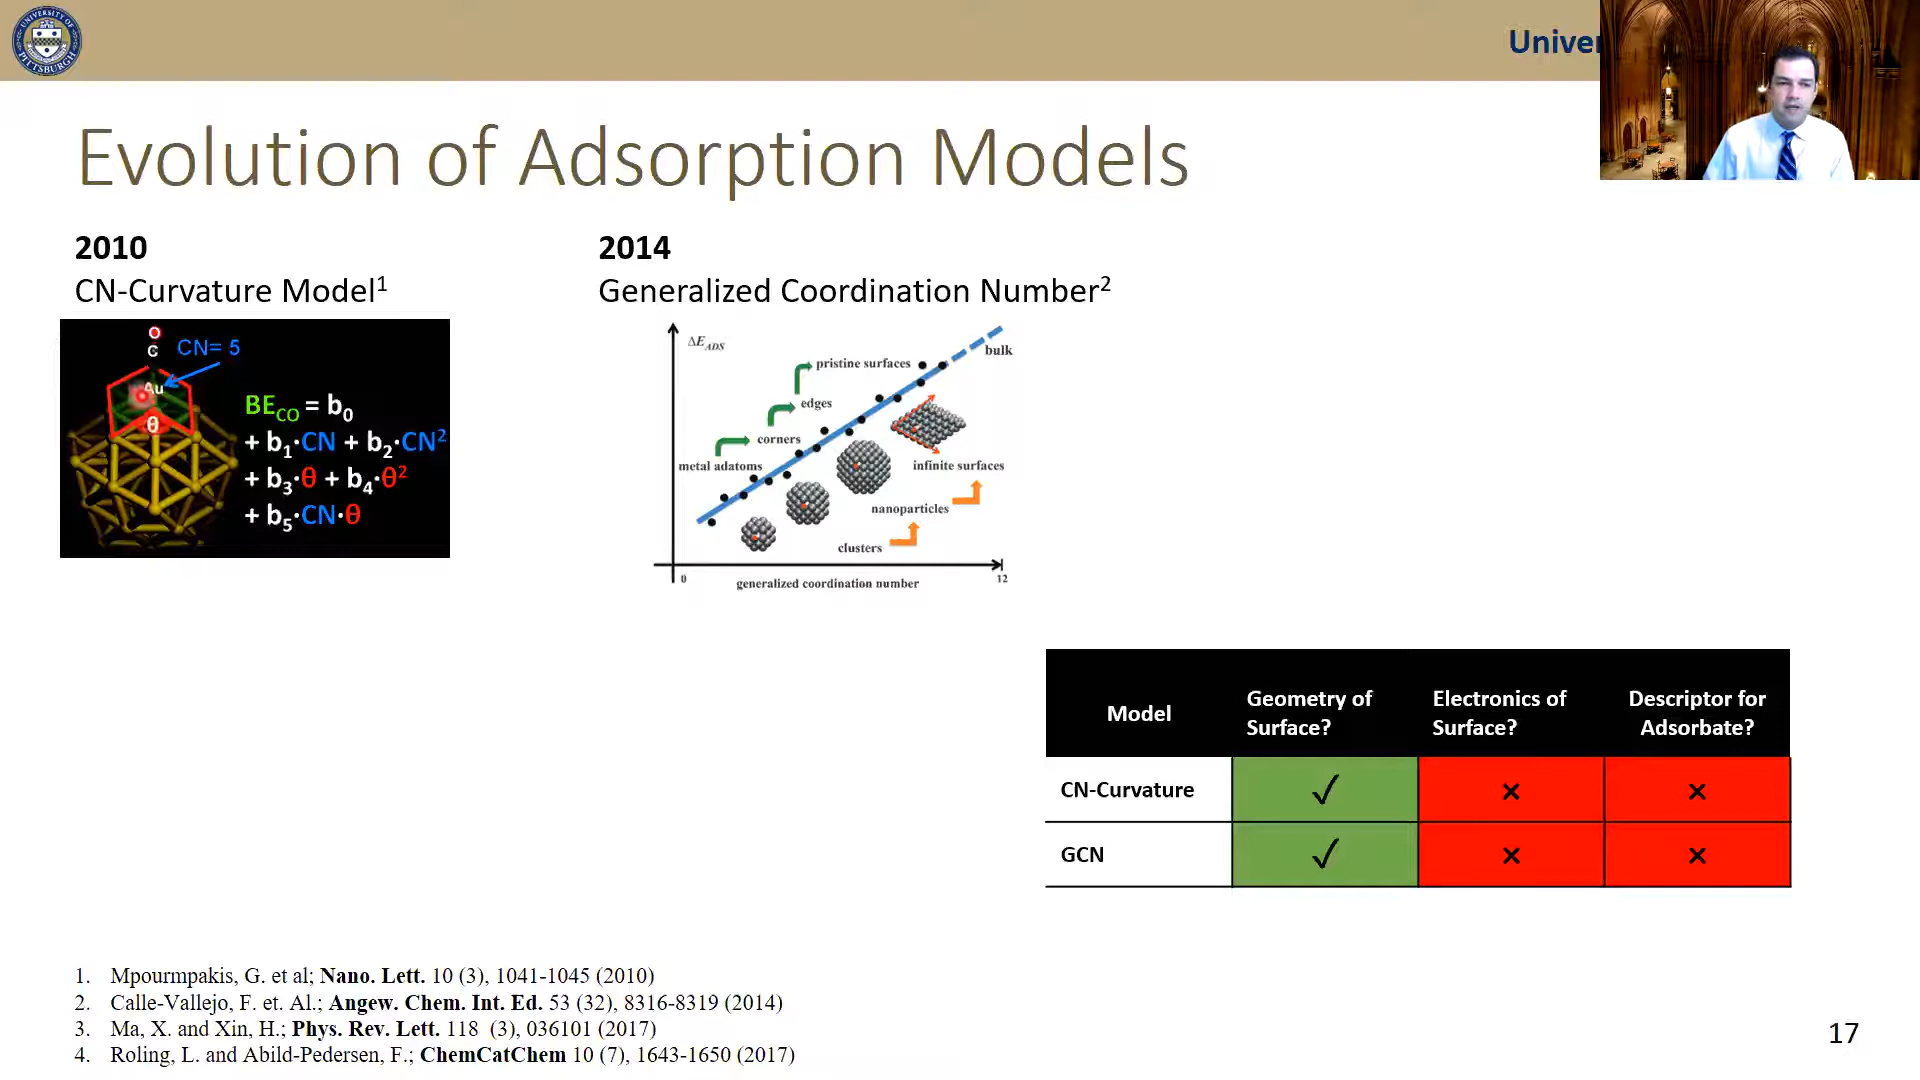 UNIVERSITY OF
PITTSBURGH
Evolution of Adsorption Models
2010
CN-Curvature Model¹
O
C
CN= 5
Au
θ
BE_CO = b₀
+ b₁·CN + b₂·CN²
+ b₃·θ + b₄·θ²
+ b₅·CN·θ
2014
Generalized Coordination Number²
ΔE_ADS
bulk
pristine surfaces
edges
corners
metal adatoms
infinite surfaces
nanoparticles
clusters
0
12
generalized coordination number
Model Geometry of Surface? Electronics of Surface? Descriptor for Adsorbate?
CN-Curvature ✓ × ×
GCN ✓ × ×
1. Mpourmpakis, G. et al; Nano. Lett. 10 (3), 1041-1045 (2010)
2. Calle-Vallejo, F. et. Al.; Angew. Chem. Int. Ed. 53 (32), 8316-8319 (2014)
3. Ma, X. and Xin, H.; Phys. Rev. Lett. 118 (3), 036101 (2017)
4. Roling, L. and Abild-Pedersen, F.; ChemCatChem 10 (7), 1643-1650 (2017)
17